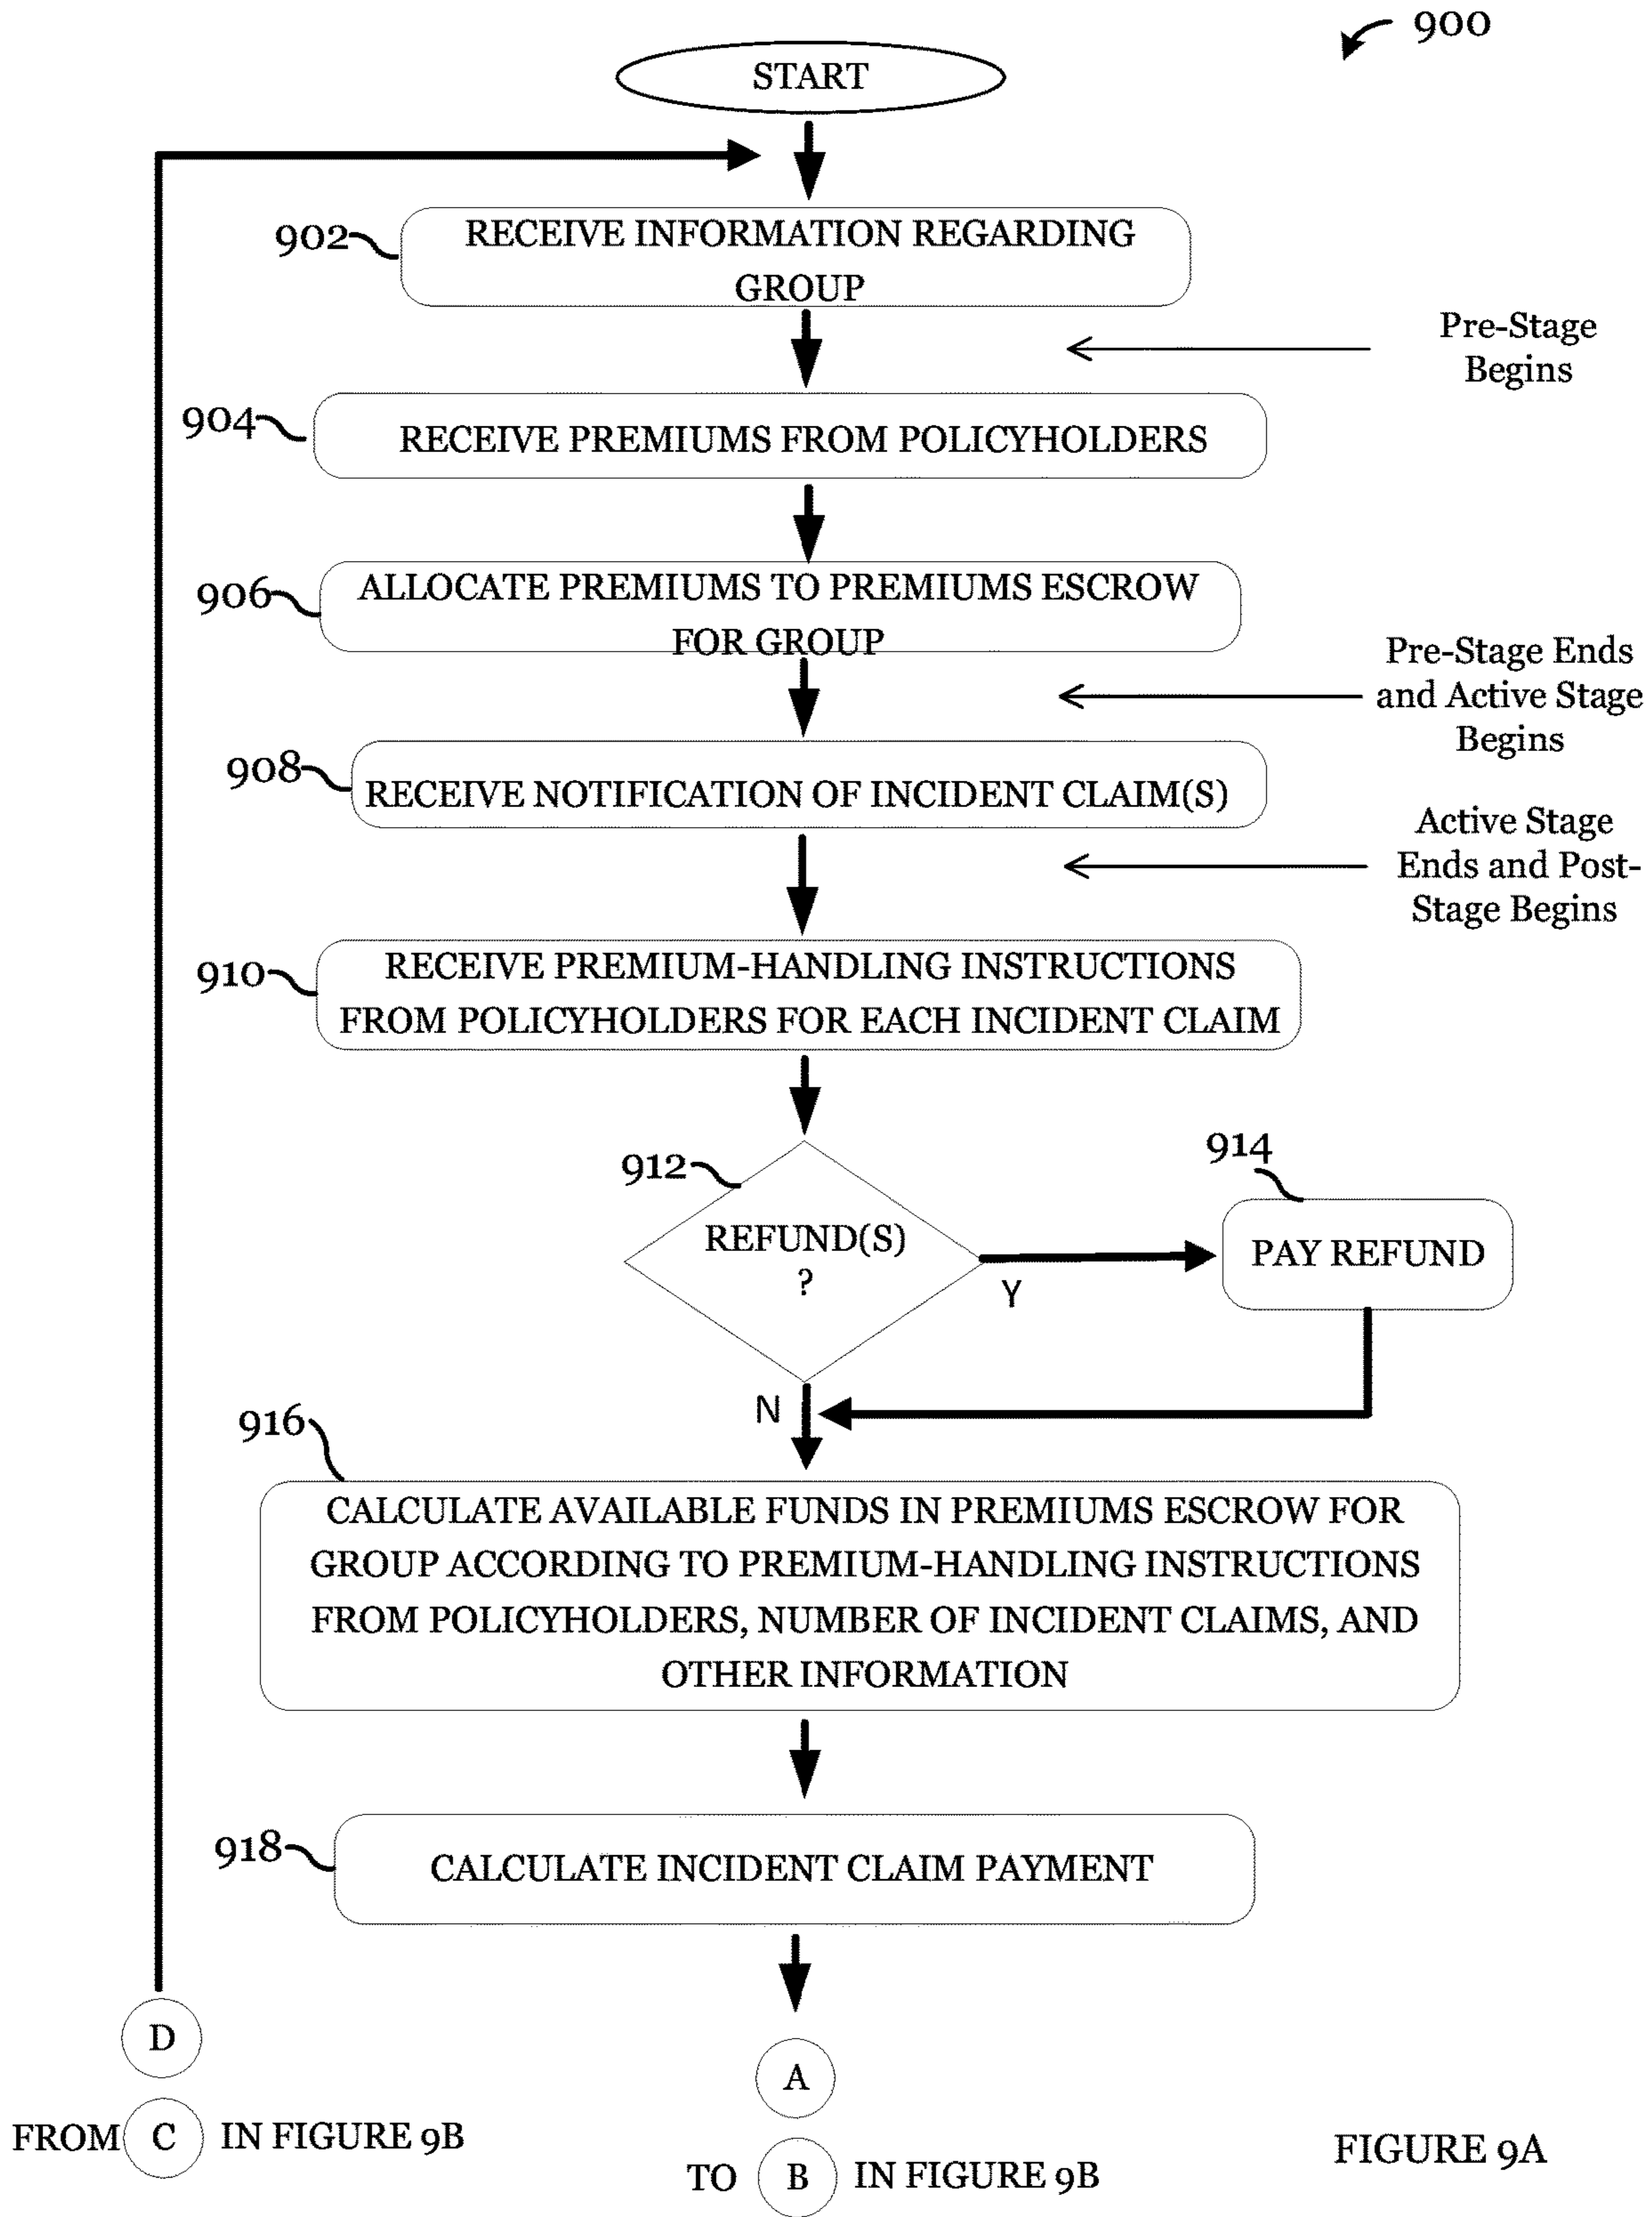 900
START
902
RECEIVE INFORMATION REGARDING
GROUP
Pre-Stage
Begins
904
RECEIVE PREMIUMS FROM POLICYHOLDERS
906
ALLOCATE PREMIUMS TO PREMIUMS ESCROW
FOR GROUP
Pre-Stage Ends
and Active Stage
Begins
908
RECEIVE NOTIFICATION OF INCIDENT CLAIM(S)
Active Stage
Ends and Post-
Stage Begins
910
RECEIVE PREMIUM-HANDLING INSTRUCTIONS
FROM POLICYHOLDERS FOR EACH INCIDENT CLAIM
912
REFUND(S)
?
Y
914
PAY REFUND
N
916
CALCULATE AVAILABLE FUNDS IN PREMIUMS ESCROW FOR
GROUP ACCORDING TO PREMIUM-HANDLING INSTRUCTIONS
FROM POLICYHOLDERS, NUMBER OF INCIDENT CLAIMS, AND
OTHER INFORMATION
918
CALCULATE INCIDENT CLAIM PAYMENT
D
FROM C IN FIGURE 9B
A
TO B IN FIGURE 9B
FIGURE 9A